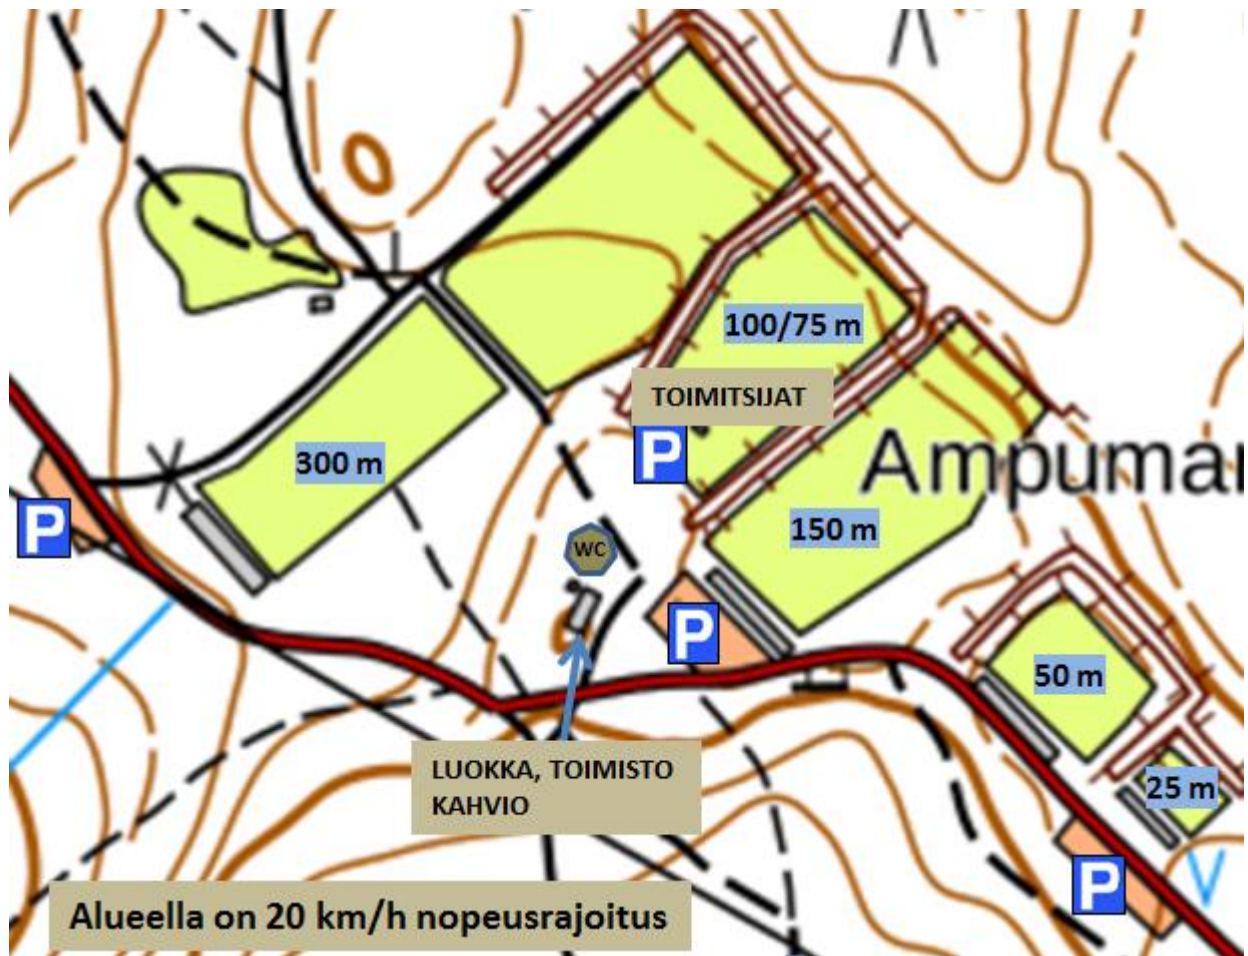 100/75 m
TOIMITSIJAT
Ampumar
P
300 m
P
150 m
WC
P
50 m
LUOKKA, TOIMISTO
KAHVIO
25 m
P
Alueella on 20 km/h nopeusrajoitus